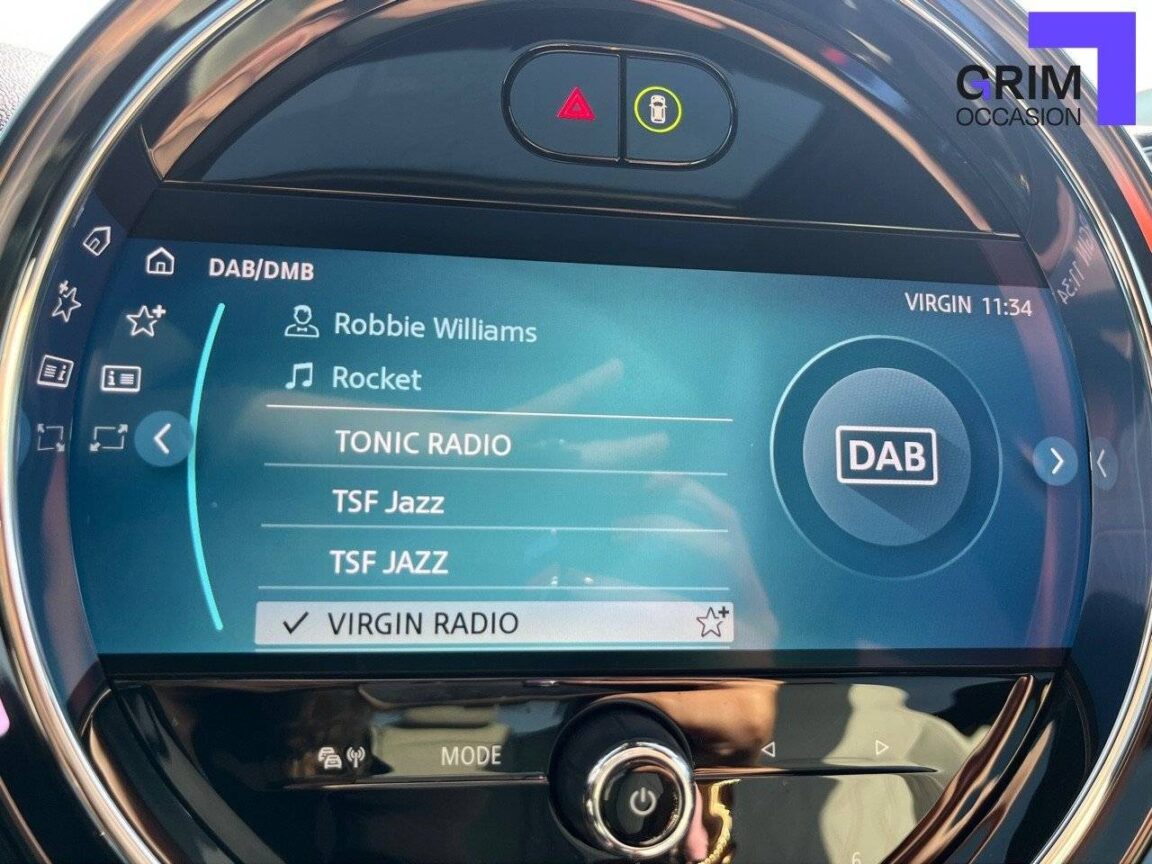 GRIM
OCCASION
DAB/DMB
VIRGIN 11:34
Robbie Williams
Rocket
TONIC RADIO
TSF Jazz
TSF JAZZ
VIRGIN RADIO
DAB
MODE
6